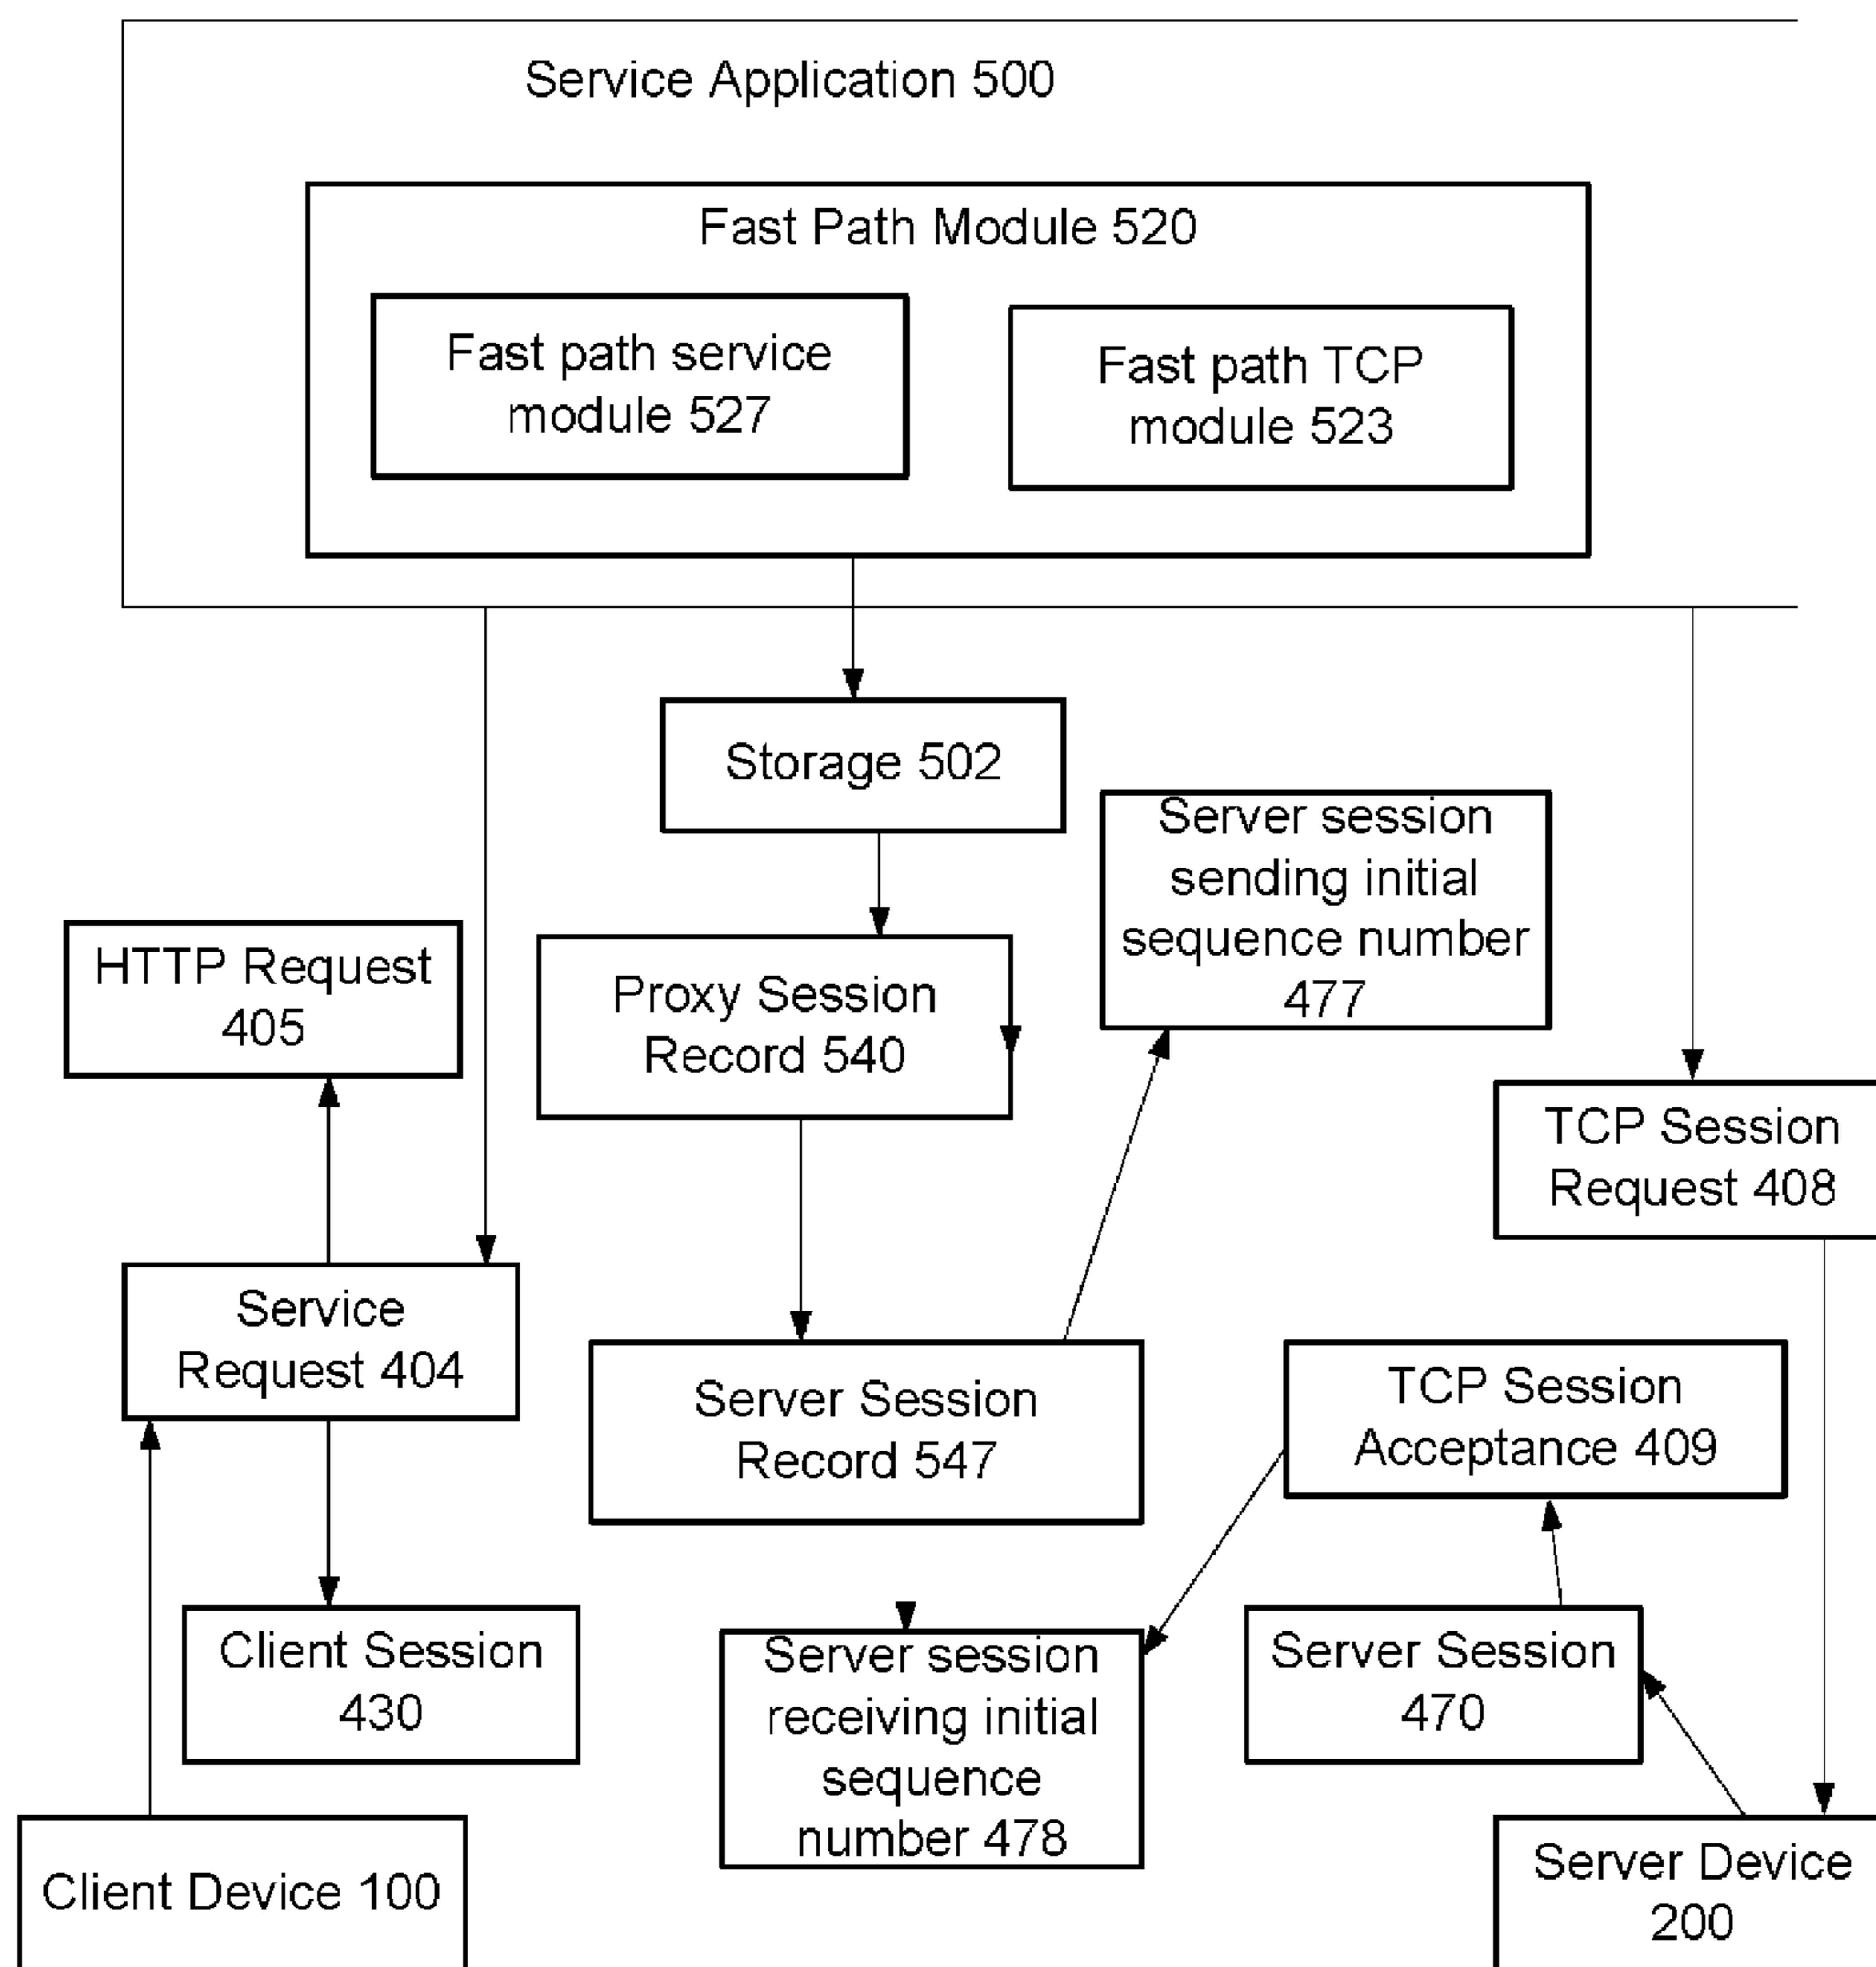 Service Application 500
Fast Path Module 520
Fast path service
module 527
Fast path TCP
module 523
Storage 502
Server session
sending initial
sequence number
477
HTTP Request
405
Proxy Session
Record 540
TCP Session
Request 408
Service
Request 404
Server Session
Record 547
TCP Session
Acceptance 409
Client Session
430
Server session
receiving initial
sequence
number 478
Server Session
470
Client Device 100
Server Device
200